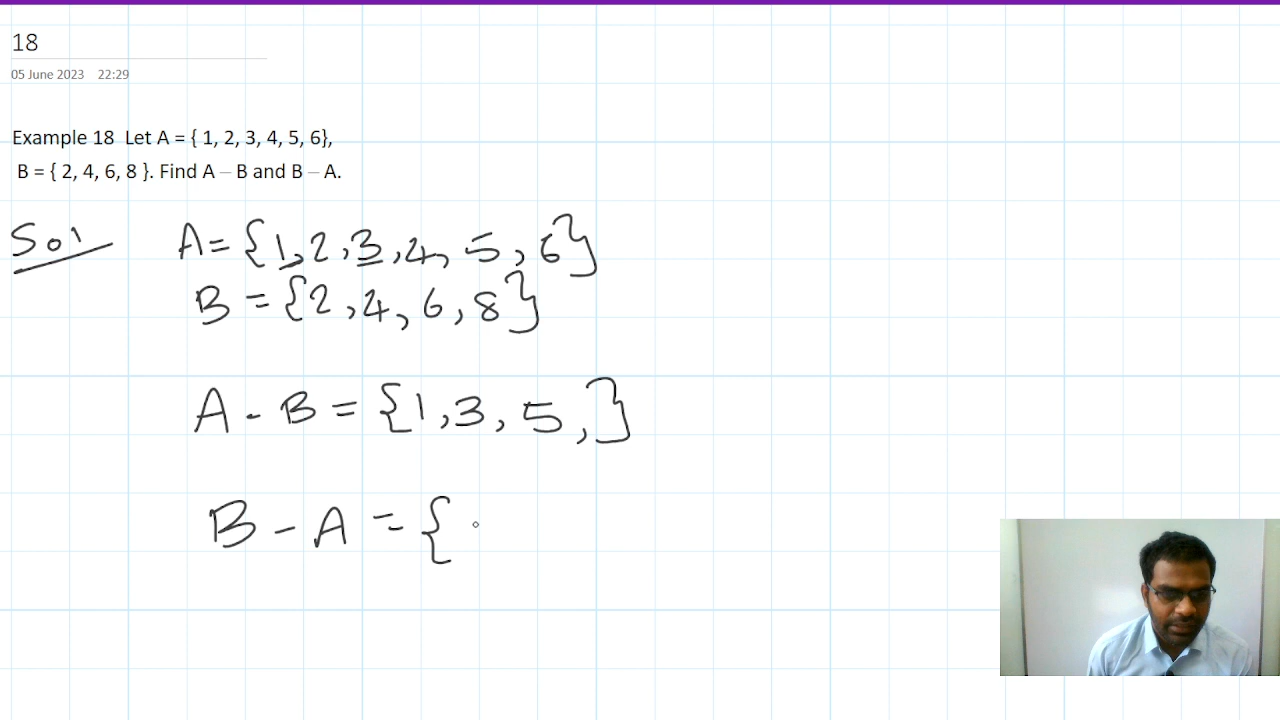 18
05 June 2023 22:29
Example 18 Let A = { 1, 2, 3, 4, 5, 6},
B = { 2, 4, 6, 8 }. Find A – B and B – A.
Sol A = {1, 2, 3, 4, 5, 6}
B = {2, 4, 6, 8}
A - B = {1, 3, 5, }
B - A = {